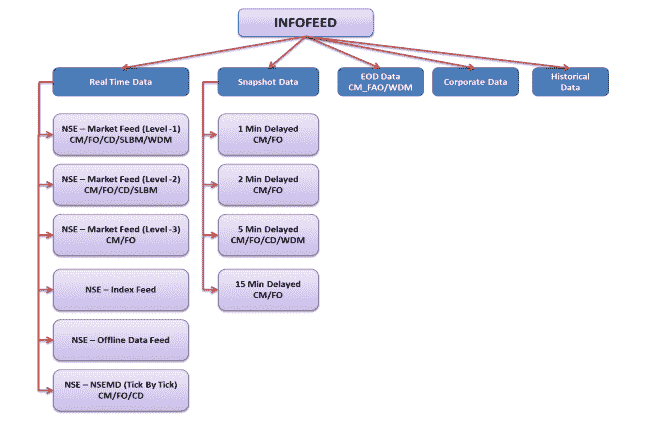 INFOFEED
Real Time Data
Snapshot Data
EOD Data
CM_FAO/WDM
Corporate Data
Historical
Data
NSE – Market Feed (Level -1)
CM/FO/CD/SLBM/WDM
NSE – Market Feed (Level -2)
CM/FO/CD/SLBM
NSE – Market Feed (Level -3)
CM/FO
NSE – Index Feed
NSE – Offline Data Feed
NSE – NSEMD (Tick By Tick)
CM/FO/CD
1 Min Delayed
CM/FO
2 Min Delayed
CM/FO
5 Min Delayed
CM/FO/CD/WDM
15 Min Delayed
CM/FO